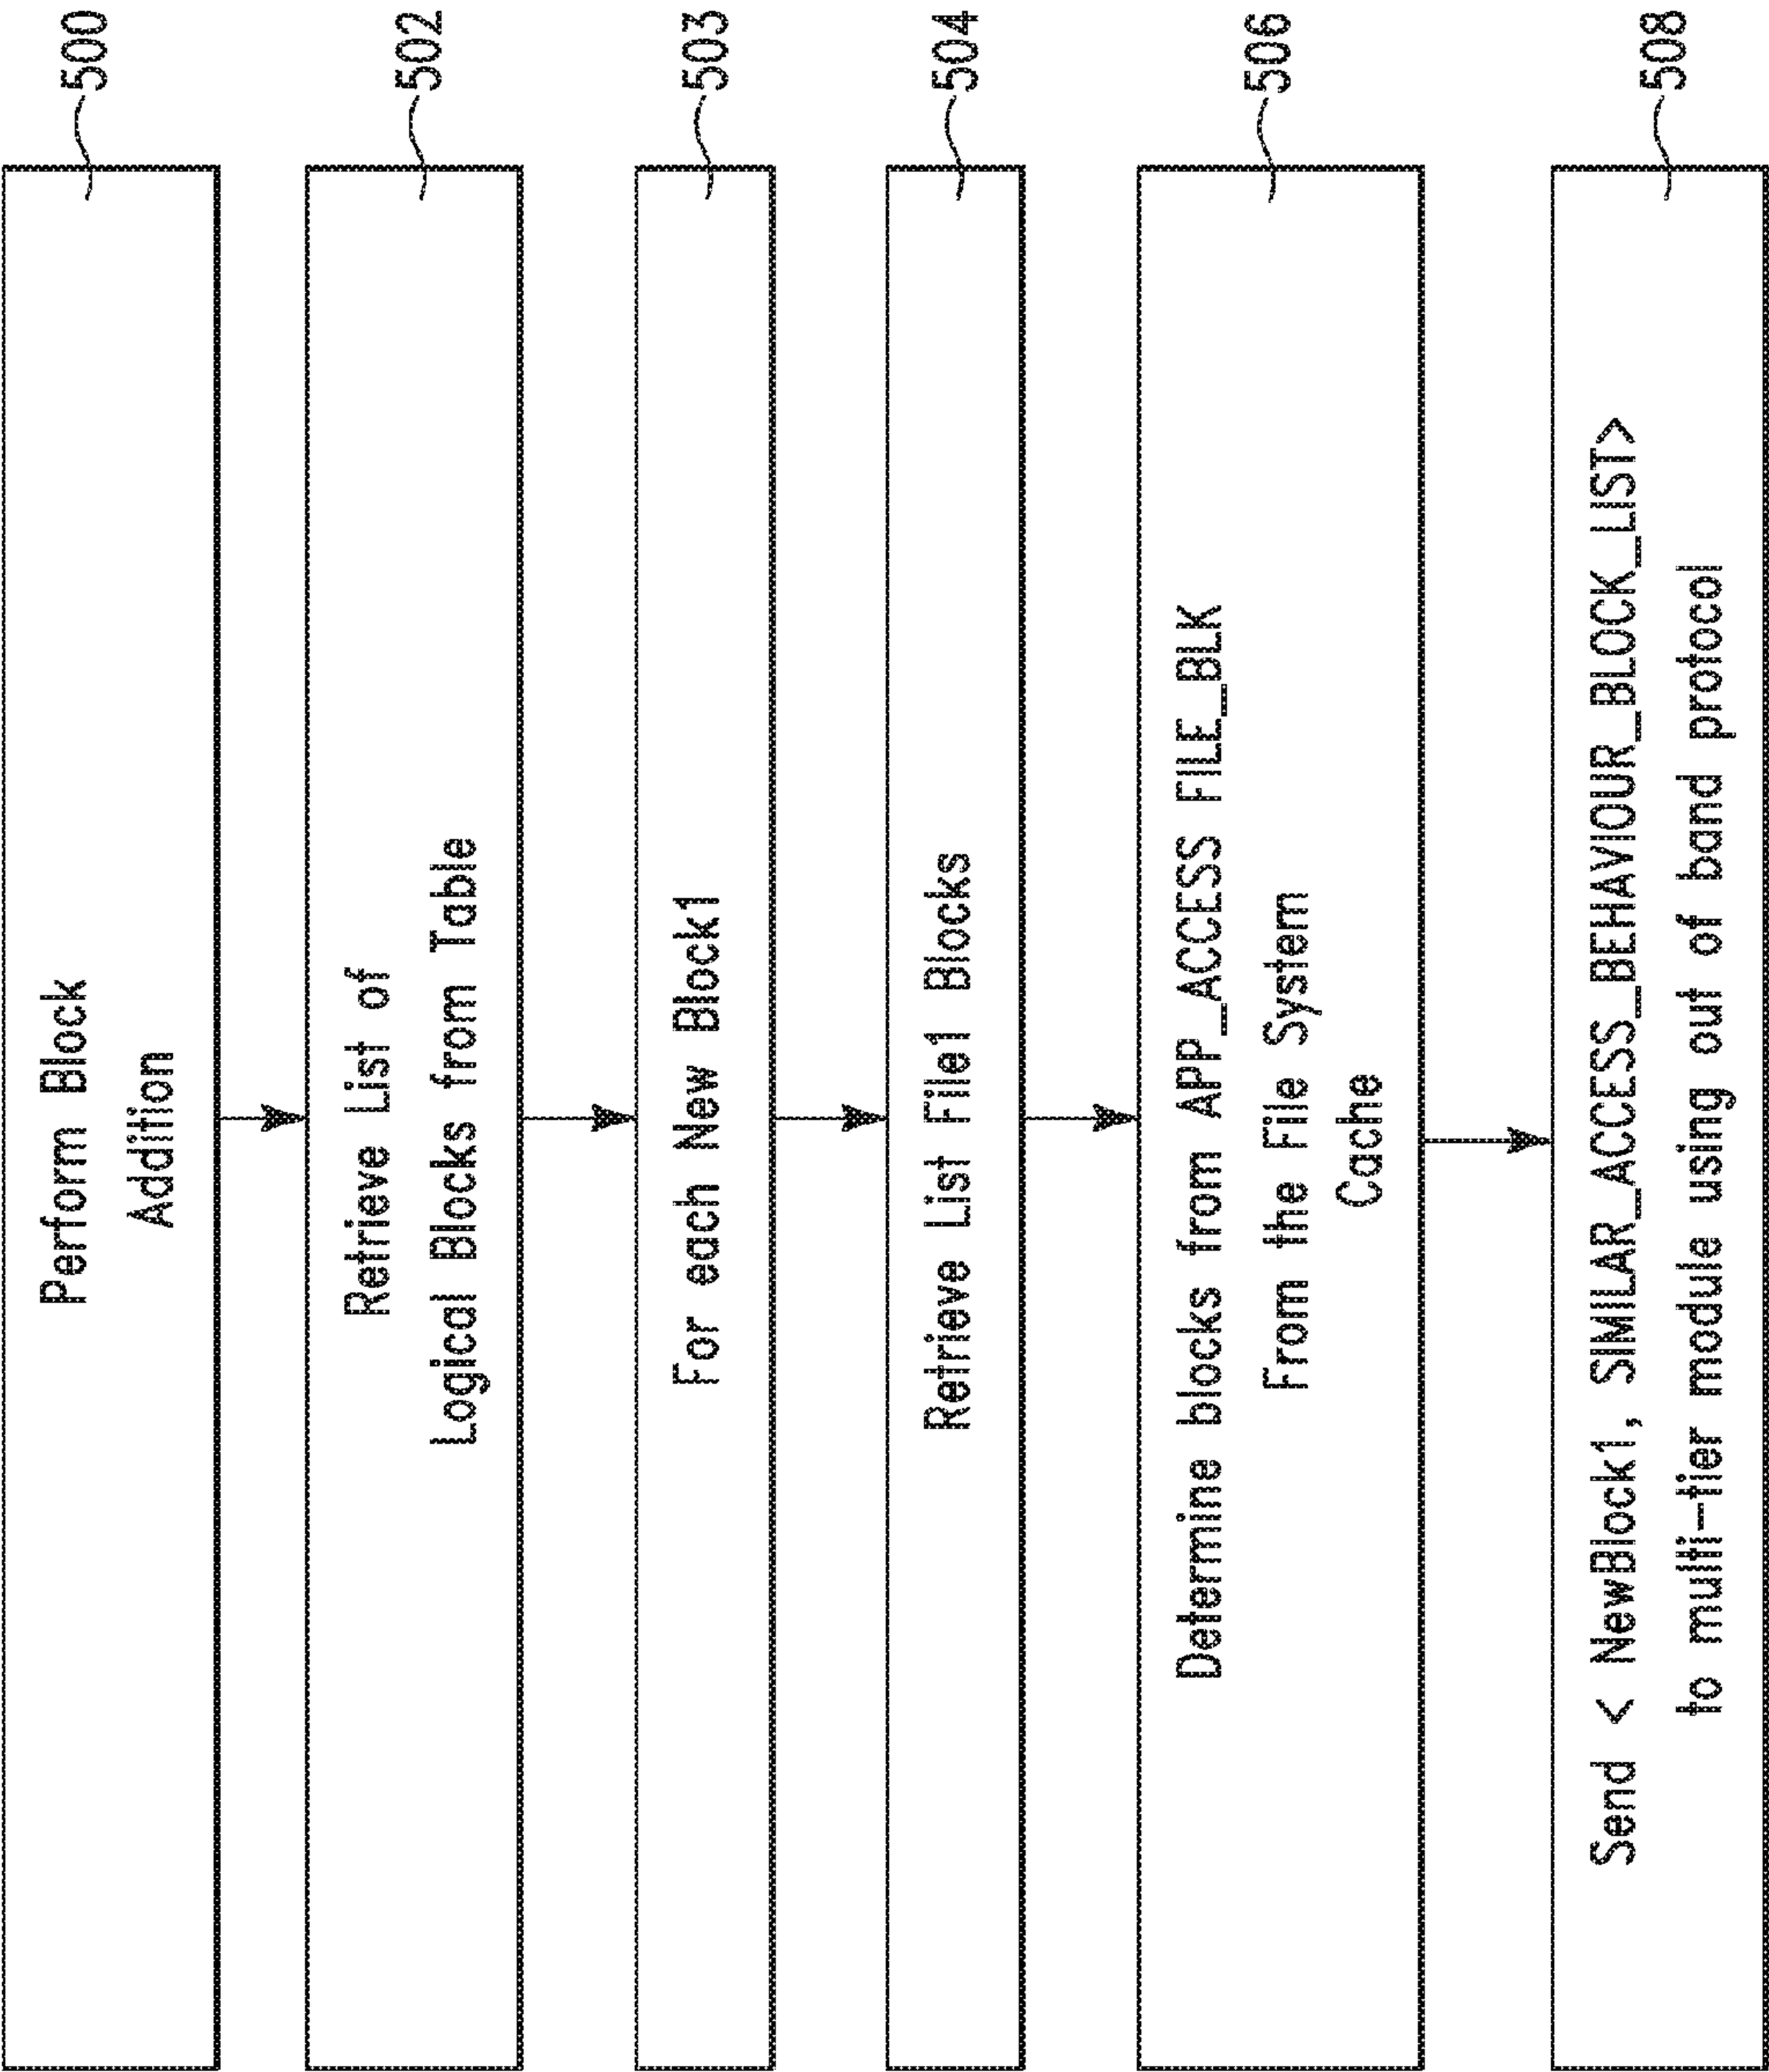 Perform Block
Addition
500
Retrieve List of
Logical Blocks from Table
502
For each New Block1
503
Retrieve List File1 Blocks
504
Determine blocks from APP_ACCESS FILE_BLK
From the File System
Cache
506
Send < NewBlock1, SIMILAR_ACCESS_BEHAVIOUR_BLOCK_LIST>
to multi-tier module using out of band protocol
508